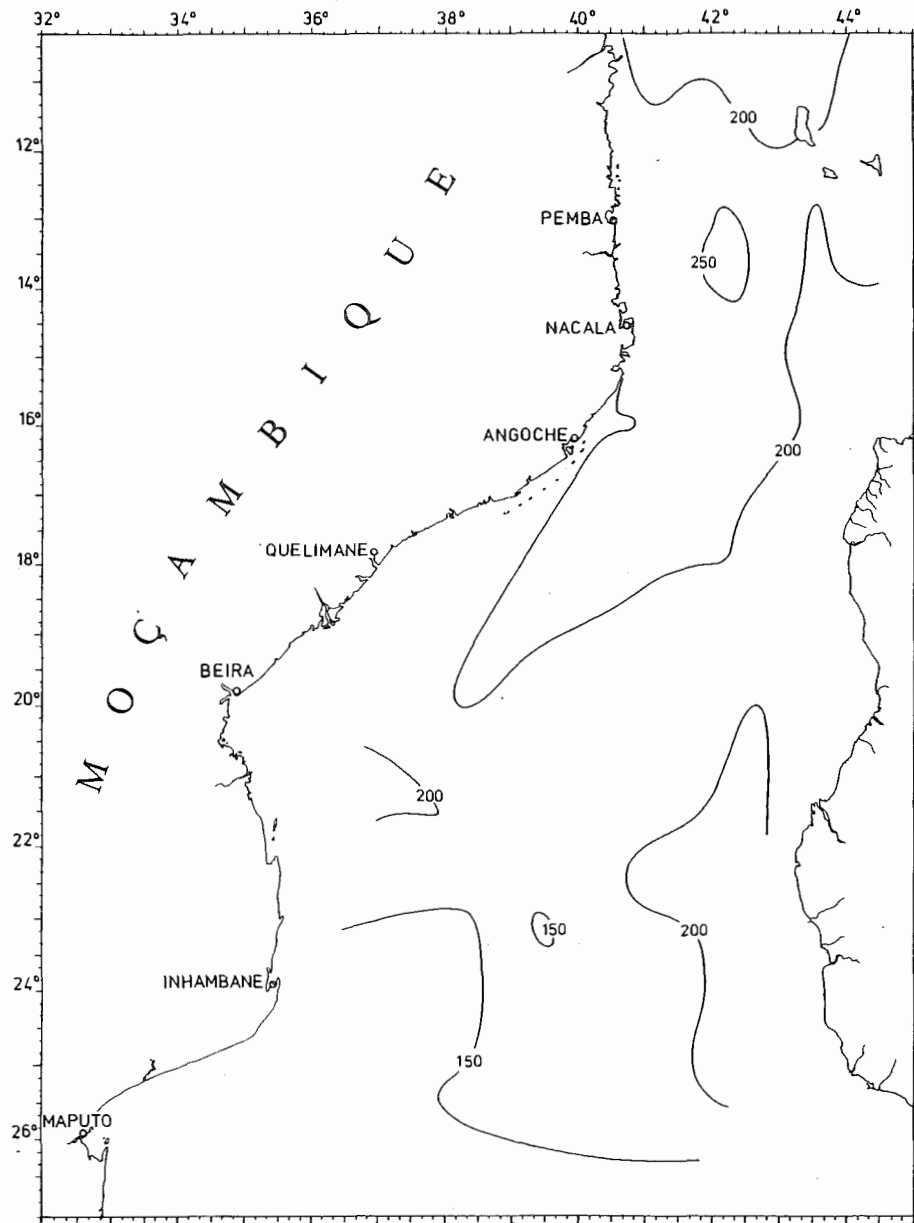 32° 34° 36° 38° 40° 42° 44°
200
12°
MOÇAMBIQUE
PEMBA
250
14°
NACALA
16°
ANGOCHE
200
QUELIMANE
18°
BEIRA
20°
200
22°
150
200
INHAMBANE
24°
150
MAPUTO
26°